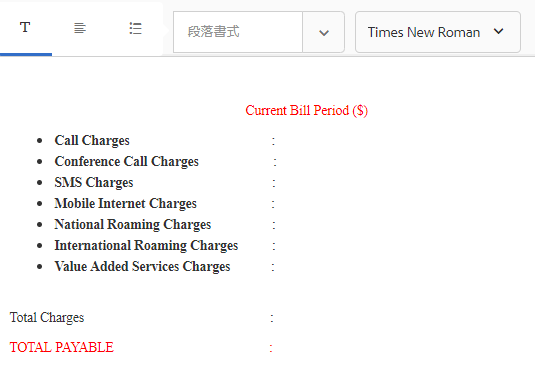 T 段落書式 Times New Roman
Current Bill Period ($)
• Call Charges :
• Conference Call Charges :
• SMS Charges :
• Mobile Internet Charges :
• National Roaming Charges :
• International Roaming Charges :
• Value Added Services Charges :
Total Charges :
TOTAL PAYABLE :